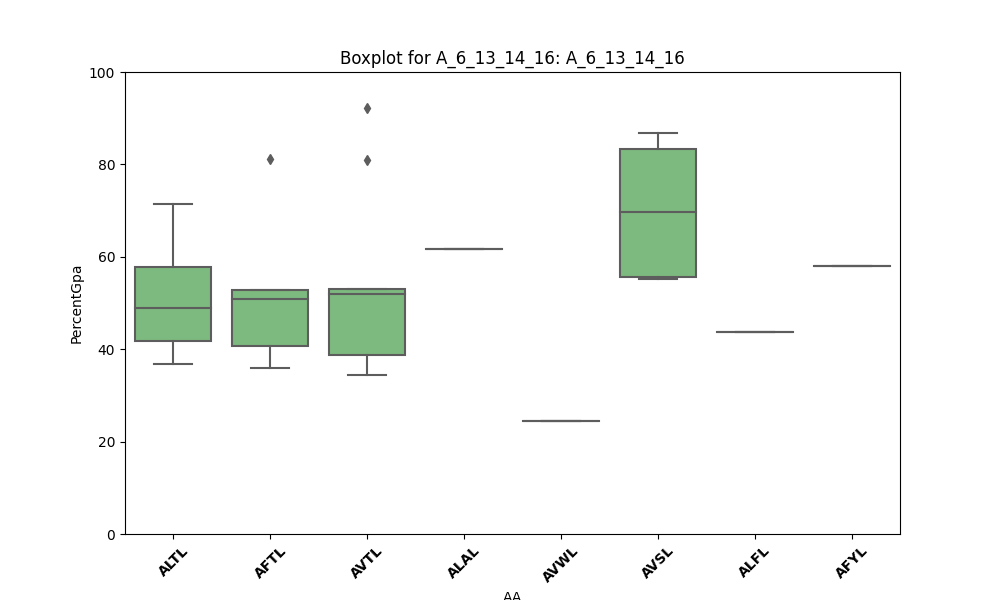 Boxplot for A_6_13_14_16: A_6_13_14_16
100
80
60
40
20
0
PercentGpa
ALTL
AFTL
AVTL
ALAL
AVWL
AVSL
ALFL
AFYL
AA